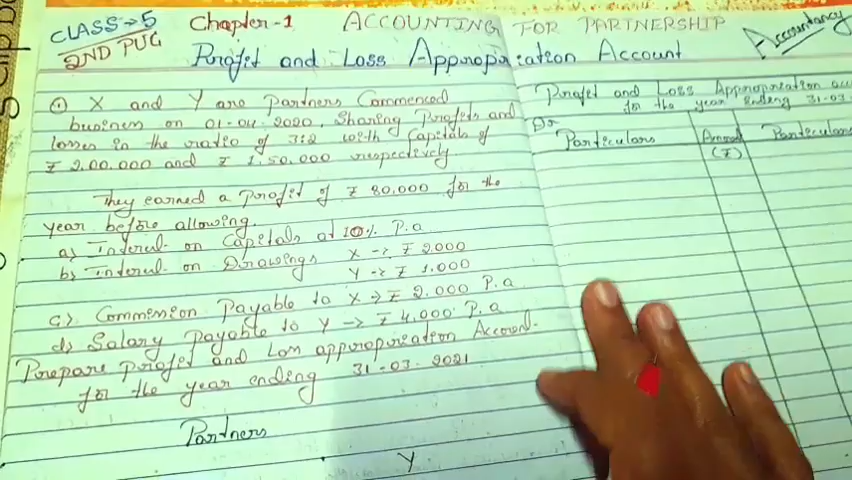 CLASS→5
2ND PUC
Chapter-1 ACCOUNTING FOR PARTNERSHIP
Accountancy
Profit and Loss Appropriation Account
① X and Y are Partners Commenced
business on 01-04-2020, Sharing Profits and
losses in the ratio of 3:2 with Capitals of
₹ 2,00,000 and ₹ 1,50,000 respectively
They earned a profit of ₹ 80,000 for the
year before allowing.
a) Interest on Capitals at 10% P.a
b) Interest on Drawings X → ₹ 2,000
Y → ₹ 1,000
c) Commission Payable to X → ₹ 2,000 P.a
d) Salary Payable to Y → ₹ 4,000 P.a
Prepare profit and Loss appropriation Account
for the year ending 31-03-2021
Partners
Y
Profit and Loss Appropriation
for the year ending 31-03
Dr
Particulars Amount Particulars
(₹)